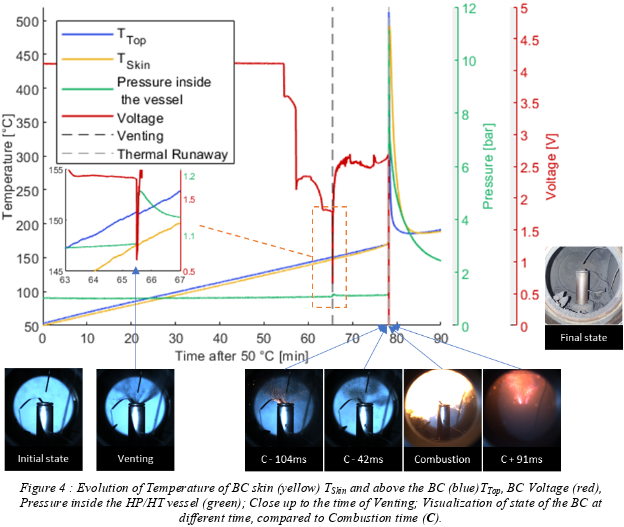 500
450
400
350
300
250
200
150
100
50
Temperature [°C]
T_Top
T_Skin
Pressure inside
the vessel
Voltage
Venting
Thermal Runaway
155
150
145
63 64 65 66 67
1.2
1.1
1.5
0.5
0 10 20 30 40 50 60 70 80 90
Time after 50 °C [min]
12
10
8
6
4
2
0
Pressure [bar]
5
4.5
4
3.5
3
2.5
2
1.5
1
0.5
0
Voltage [V]
Final state
Initial state
Venting
C - 104ms
C - 42ms
Combustion
C + 91ms
Figure 4 : Evolution of Temperature of BC skin (yellow) T_Skin and above the BC (blue)T_Top, BC Voltage (red),
Pressure inside the HP/HT vessel (green); Close up to the time of Venting; Visualization of state of the BC at
different time, compared to Combustion time (C).